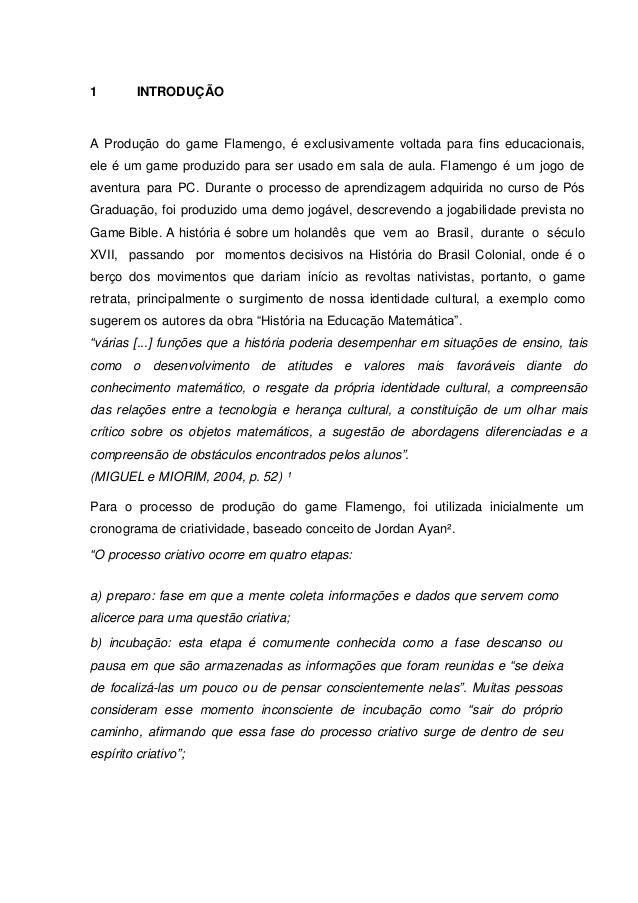 1 INTRODUÇÃO
A Produção do game Flamengo, é exclusivamente voltada para fins educacionais,
ele é um game produzido para ser usado em sala de aula. Flamengo é um jogo de
aventura para PC. Durante o processo de aprendizagem adquirida no curso de Pós
Graduação, foi produzido uma demo jogável, descrevendo a jogabilidade prevista no
Game Bible. A história é sobre um holandês que vem ao Brasil, durante o século
XVII, passando por momentos decisivos na História do Brasil Colonial, onde é o
berço dos movimentos que dariam início as revoltas nativistas, portanto, o game
retrata, principalmente o surgimento de nossa identidade cultural, a exemplo como
sugerem os autores da obra “História na Educação Matemática”.
“várias [...] funções que a história poderia desempenhar em situações de ensino, tais
como o desenvolvimento de atitudes e valores mais favoráveis diante do
conhecimento matemático, o resgate da própria identidade cultural, a compreensão
das relações entre a tecnologia e herança cultural, a constituição de um olhar mais
crítico sobre os objetos matemáticos, a sugestão de abordagens diferenciadas e a
compreensão de obstáculos encontrados pelos alunos”.
(MIGUEL e MIORIM, 2004, p. 52) ¹
Para o processo de produção do game Flamengo, foi utilizada inicialmente um
cronograma de criatividade, baseado conceito de Jordan Ayan².
“O processo criativo ocorre em quatro etapas:
a) preparo: fase em que a mente coleta informações e dados que servem como
alicerce para uma questão criativa;
b) incubação: esta etapa é comumente conhecida como a fase descanso ou
pausa em que são armazenadas as informações que foram reunidas e “se deixa
de focalizá-las um pouco ou de pensar conscientemente nelas”. Muitas pessoas
consideram esse momento inconsciente de incubação como “sair do próprio
caminho, afirmando que essa fase do processo criativo surge de dentro de seu
espírito criativo”;